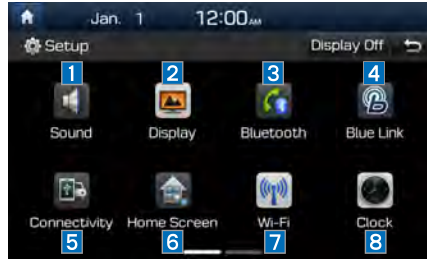 Jan. 1 12:00AM
Setup Display Off
1 2 3 4
Sound Display Bluetooth Blue Link
Connectivity Home Screen Wi-Fi Clock
5 6 7 8